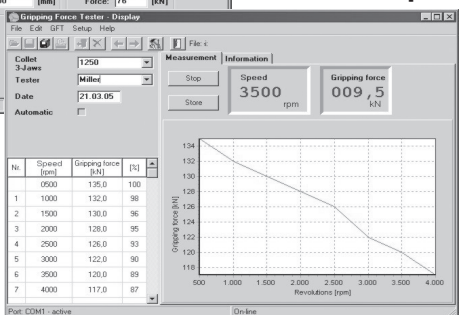 [mm] Force: 76 [kN]
Gripping Force Tester - Display
File Edit GFT Setup Help
File: i:
Collet
3-Jaws
1250
Tester
Miller
Date
21.03.05
Automatic
Measurement Information
Stop
Store
Speed
3500
rpm
Gripping force
009,5
kN
Nr. Speed [rpm] Gripping force [kN] [%]
0500 135,0 100
1 1000 132,0 98
2 1500 130,0 96
3 2000 128,0 95
4 2500 126,0 93
5 3000 122,0 90
6 3500 120,0 89
7 4000 117,0 87
Gripping force [kN]
134
132
130
128
126
124
122
120
118
500 1.000 1.500 2.000 2.500 3.000 3.500 4.000
Revolutions [rpm]
Port: COM1 - active
On-line